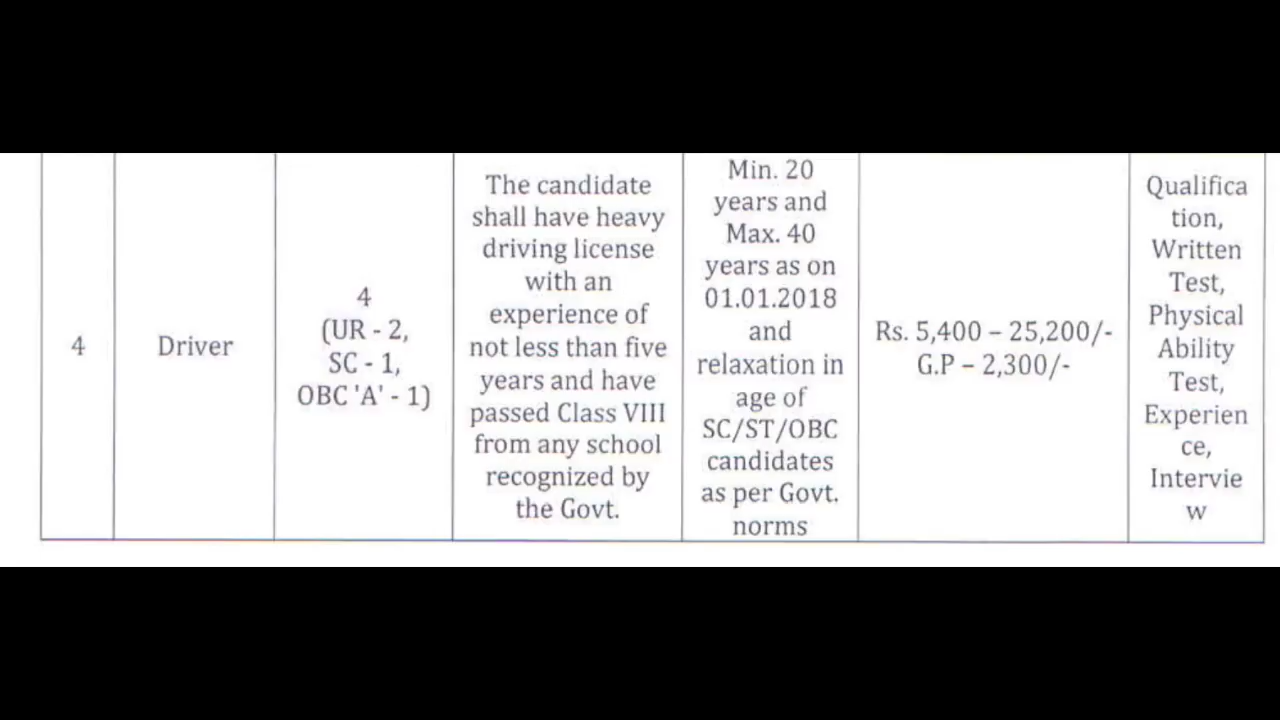 4
Driver
4
(UR - 2,
SC - 1,
OBC 'A' - 1)
The candidate
shall have heavy
driving license
with an
experience of
not less than five
years and have
passed Class VIII
from any school
recognized by
the Govt.
Min. 20
years and
Max. 40
years as on
01.01.2018
and
relaxation in
age of
SC/ST/OBC
candidates
as per Govt.
norms
Rs. 5,400 – 25,200/-
G.P – 2,300/-
Qualifica
tion,
Written
Test,
Physical
Ability
Test,
Experien
ce,
Intervie
w